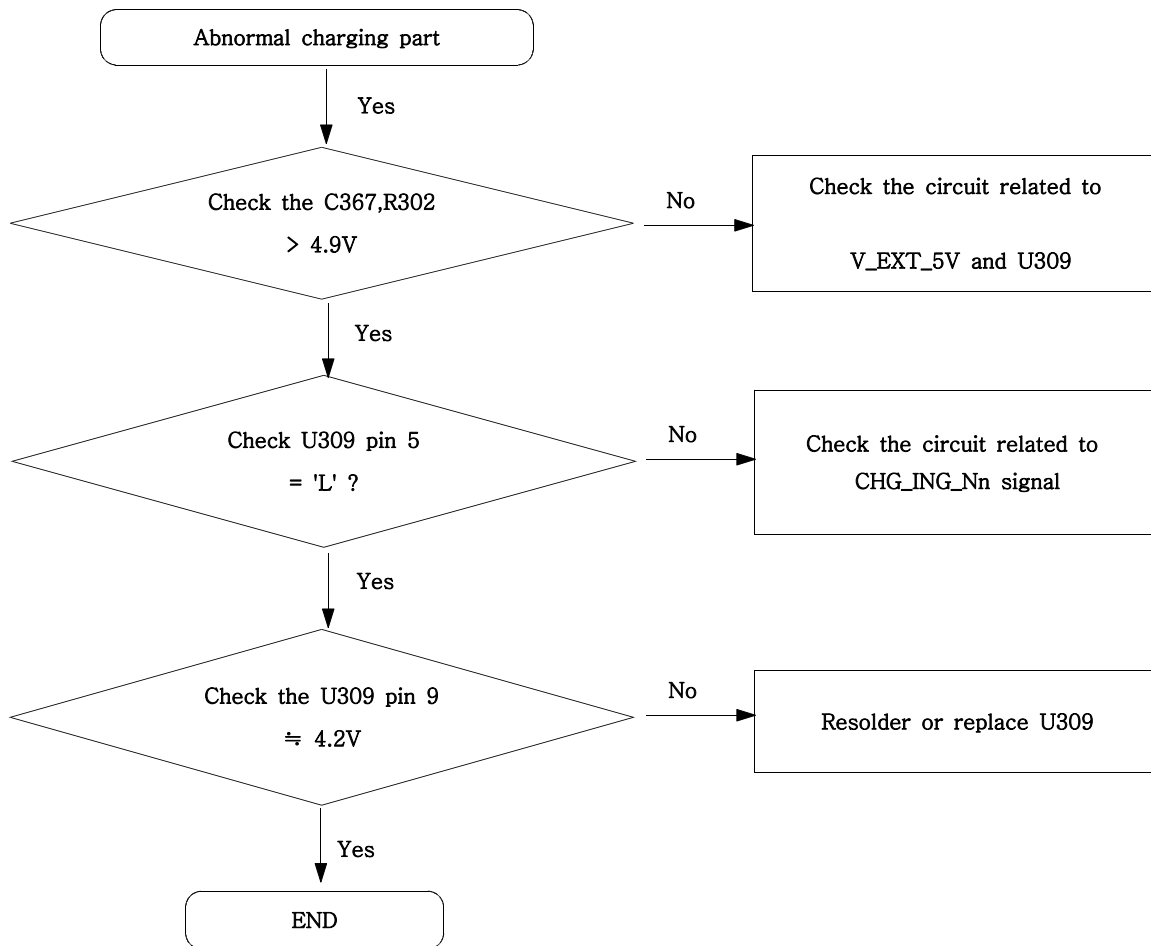 Abnormal charging part
Yes
Check the C367,R302
> 4.9V
No
Check the circuit related to
V_EXT_5V and U309
Yes
Check U309 pin 5
= 'L' ?
No
Check the circuit related to
CHG_ING_Nn signal
Yes
Check the U309 pin 9
≒ 4.2V
No
Resolder or replace U309
Yes
END